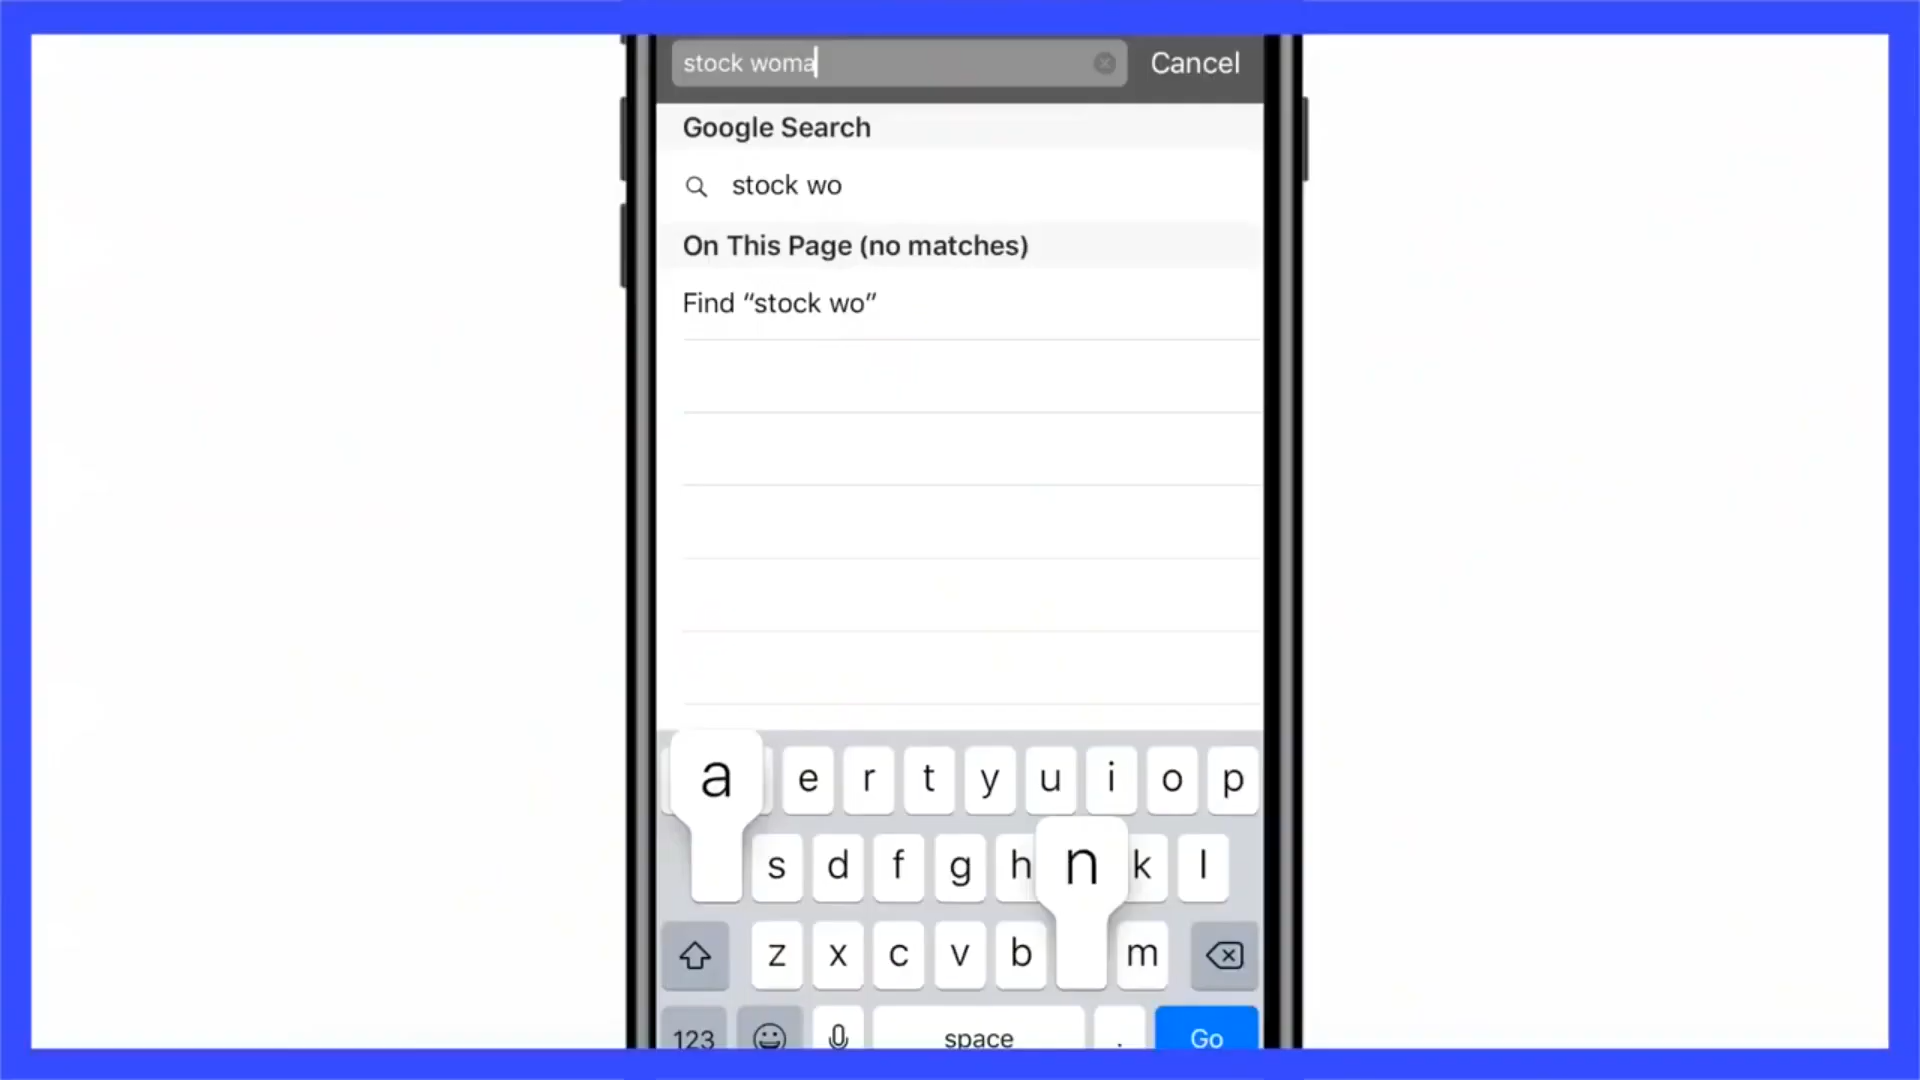 stock woma
Cancel
Google Search
stock wo
On This Page (no matches)
Find “stock wo”
a e r t y u i o p
s d f g h n k l
z x c v b m
123 space . Go